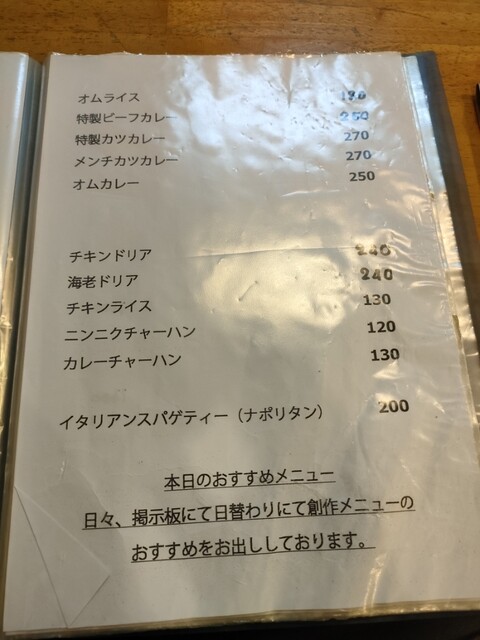 オムライス 190
特製ビーフカレー 250
特製カツカレー 270
メンチカツカレー 270
オムカレー 250
チキンドリア 240
海老ドリア 240
チキンライス 130
ニンニクチャーハン 120
カレーチャーハン 130
イタリアンスパゲティー（ナポリタン） 200
本日のおすすめメニュー
日々、掲示板にて日替わりにて創作メニューの
おすすめをお出ししております。